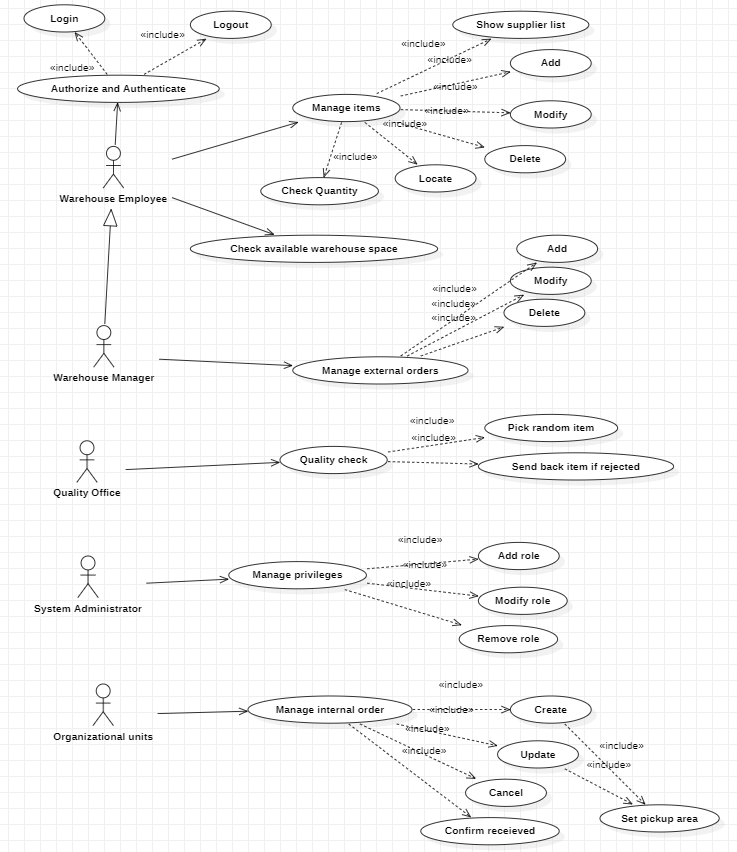 Login
Logout
«include»
«include»
Authorize and Authenticate
Show supplier list
«include»
«include»
Add
«include»
Manage items
«include»
Modify
«include»
Delete
«include»
Check Quantity
Locate
Warehouse Employee
Check available warehouse space
Add
Modify
«include»
«include»
Delete
«include»
Manage external orders
Warehouse Manager
«include»
Pick random item
«include»
Quality check
Send back item if rejected
Quality Office
«include»
Add role
«include»
Manage privileges
«include»
Modify role
System Administrator
Remove role
«include»
Manage internal order
«include»
Create
«include»
Organizational units
«include»
«include»
Update
«include»
Cancel
Set pickup area
Confirm receieved